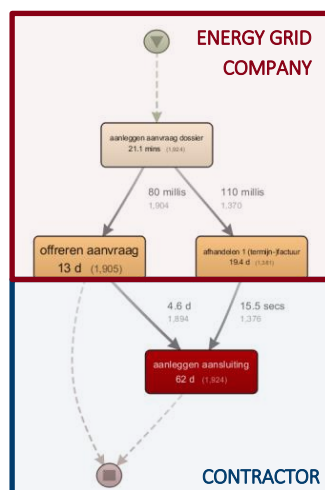 ENERGY GRID
COMPANY
aanleggen aanvraag dossier
21.1 mins (1,924)
80 millis
1,904
110 millis
1,370
offreren aanvraag
13 d (1,905)
afhandelen 1 (termijn-)factuur
19.4 d
4.6 d
1,894
15.5 secs
1,376
aanleggen aansluiting
62 d (1,924)
CONTRACTOR